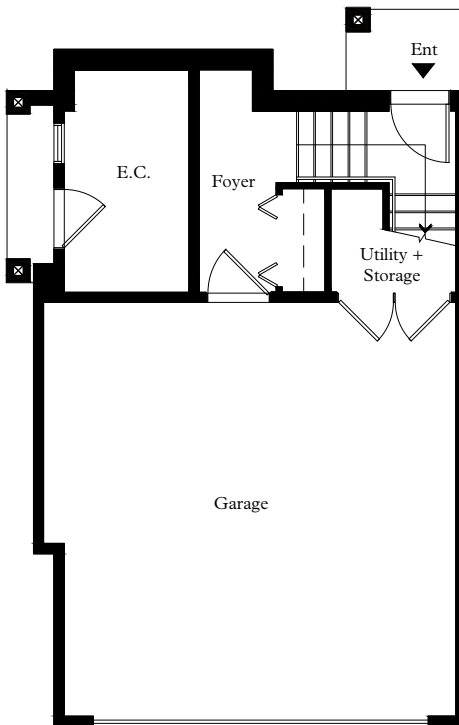 Ent
E.C.
Foyer
Utility +
Storage
Garage